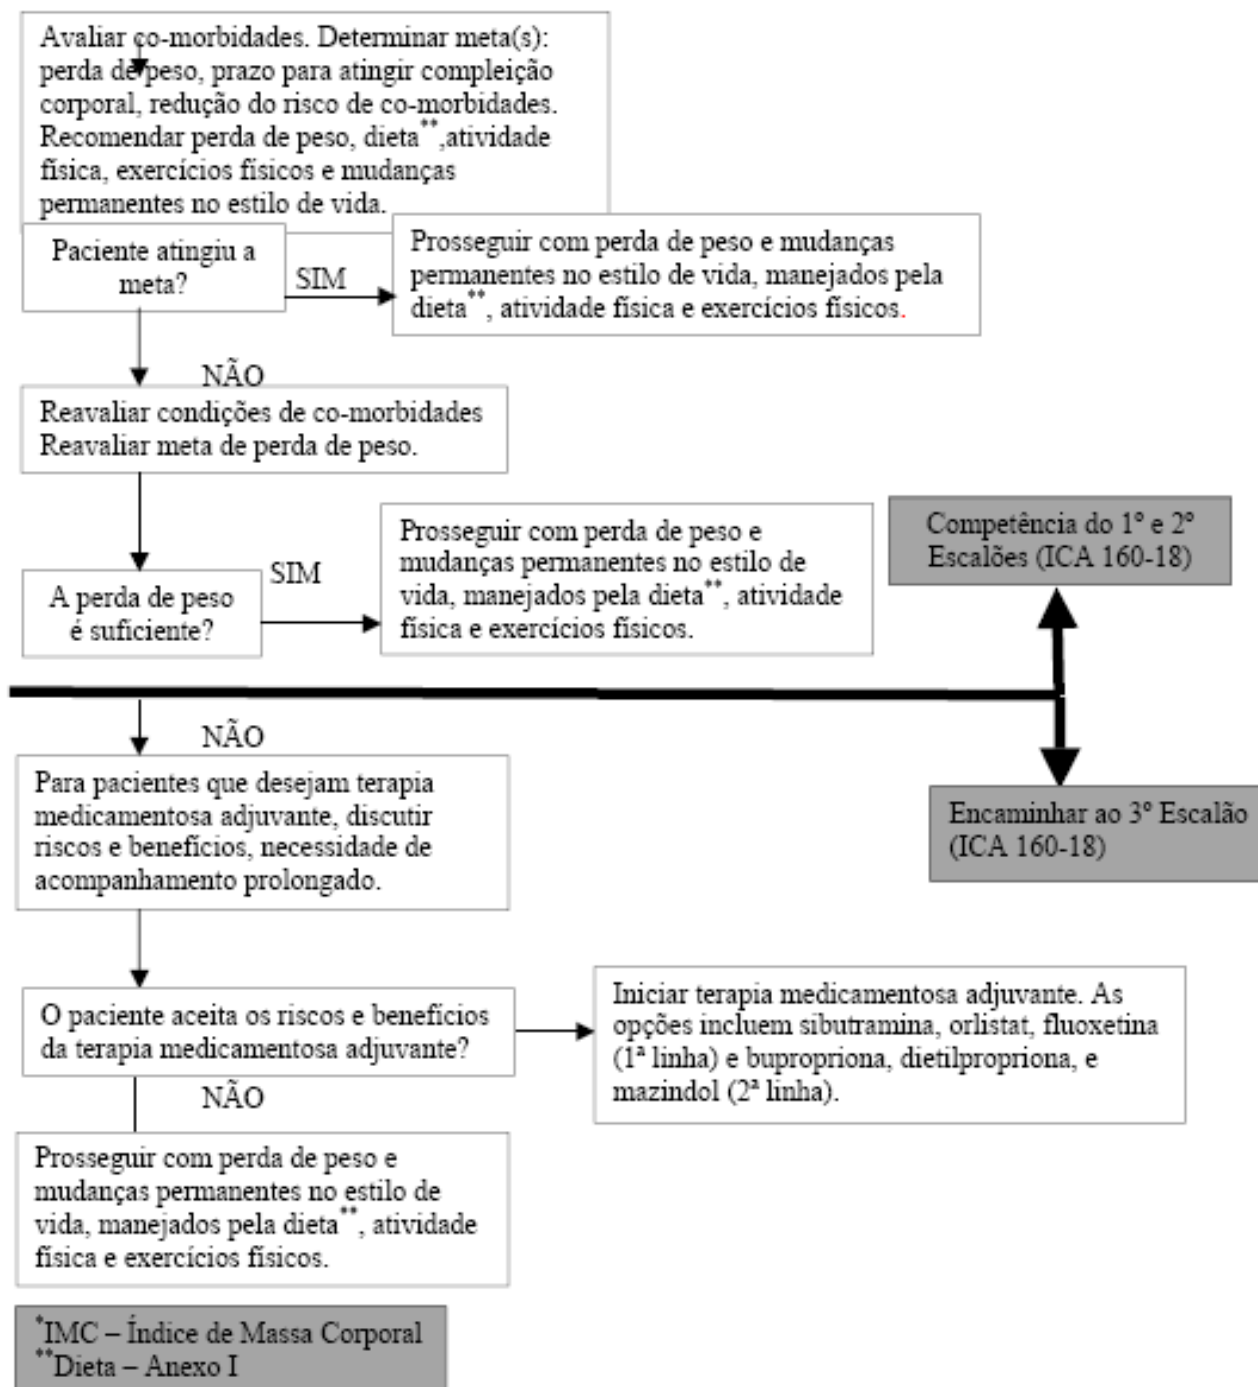 Avaliar co-morbidades. Determinar meta(s):
perda de peso, prazo para atingir compleição
corporal, redução do risco de co-morbidades.
Recomendar perda de peso, dieta**,atividade
física, exercícios físicos e mudanças
permanentes no estilo de vida.
Paciente atingiu a
meta?
SIM
Prosseguir com perda de peso e mudanças
permanentes no estilo de vida, manejados pela
dieta**, atividade física e exercícios físicos.
NÃO
Reavaliar condições de co-morbidades
Reavaliar meta de perda de peso.
A perda de peso
é suficiente?
SIM
Prosseguir com perda de peso e
mudanças permanentes no estilo de
vida, manejados pela dieta**, atividade
física e exercícios físicos.
Competência do 1º e 2º
Escalões (ICA 160-18)
NÃO
Para pacientes que desejam terapia
medicamentosa adjuvante, discutir
riscos e benefícios, necessidade de
acompanhamento prolongado.
Encaminhar ao 3º Escalão
(ICA 160-18)
O paciente aceita os riscos e benefícios
da terapia medicamentosa adjuvante?
Iniciar terapia medicamentosa adjuvante. As
opções incluem sibutramina, orlistat, fluoxetina
(1ª linha) e bupropriona, dietilpropriona, e
mazindol (2ª linha).
NÃO
Prosseguir com perda de peso e
mudanças permanentes no estilo de
vida, manejados pela dieta**, atividade
física e exercícios físicos.
*IMC – Índice de Massa Corporal
**Dieta – Anexo I